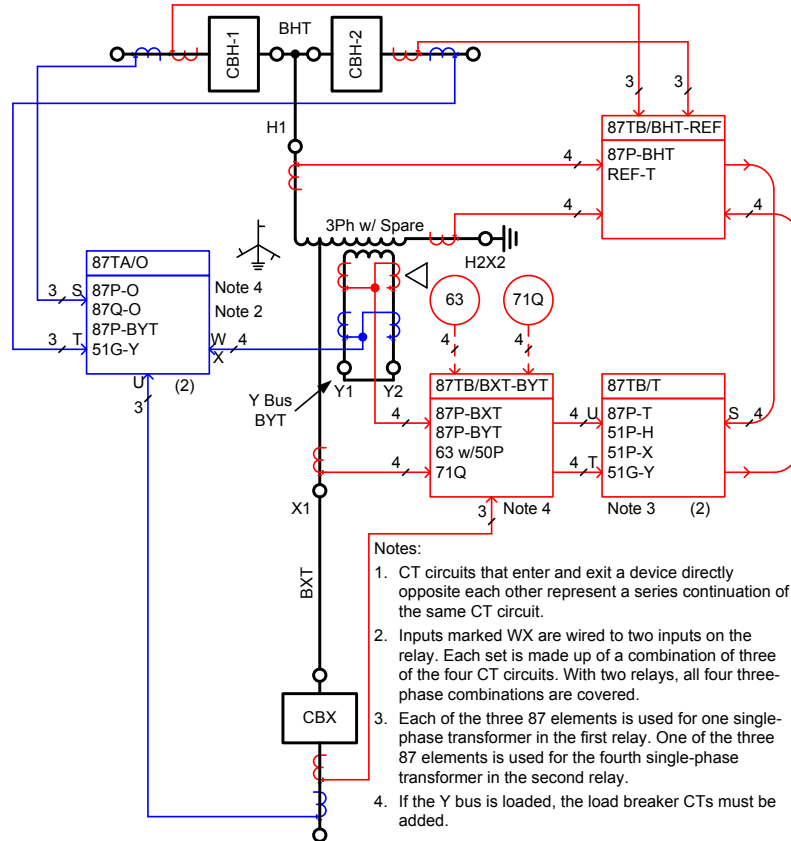 BHT
CBH-1
CBH-2
3
3
H1
87TB/BHT-REF
87P-BHT
REF-T
4
4
4
4
3Ph w/ Spare
H2X2
87TA/O
87P-O
87Q-O
87P-BYT
51G-Y
Note 4
Note 2
3 S
3 T
W
X
4
U
3
(2)
63
71Q
4
4
Y Bus
BYT
Y1
Y2
87TB/BXT-BYT
87P-BXT
87P-BYT
63 w/50P
71Q
4
4
3
Note 4
4 U
4 T
87TB/T
87P-T
51P-H
51P-X
51G-Y
S 4
Note 3 (2)
X1
BXT
CBX
Notes:
1. CT circuits that enter and exit a device directly
opposite each other represent a series continuation of
the same CT circuit.
2. Inputs marked WX are wired to two inputs on the
relay. Each set is made up of a combination of three
of the four CT circuits. With two relays, all four three-
phase combinations are covered.
3. Each of the three 87 elements is used for one single-
phase transformer in the first relay. One of the three
87 elements is used for the fourth single-phase
transformer in the second relay.
4. If the Y bus is loaded, the load breaker CTs must be
added.